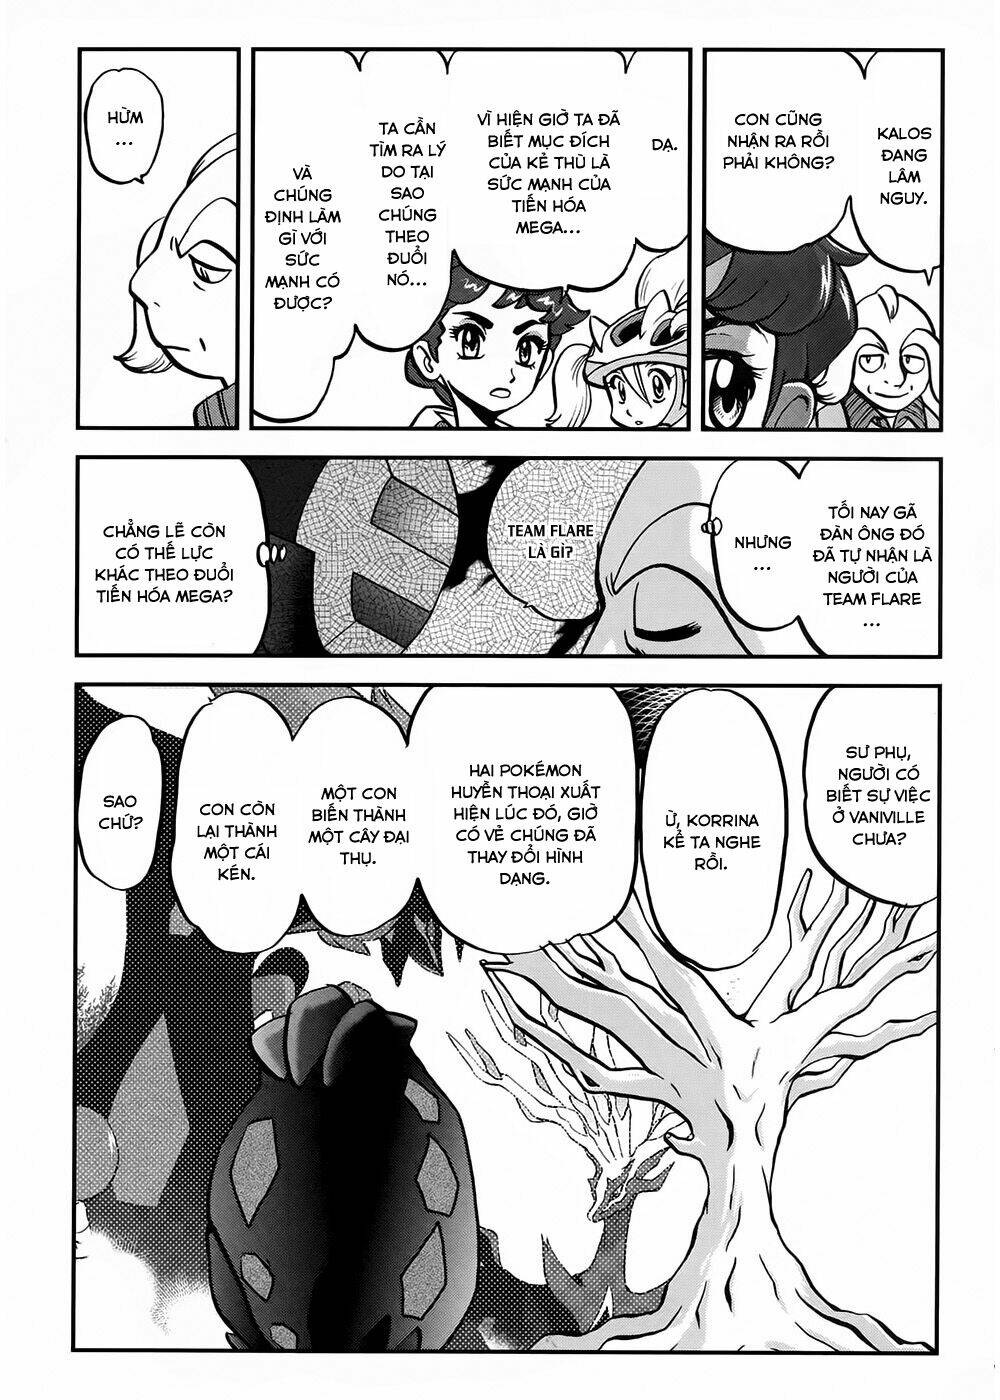 KALOS
ĐANG
LÂM
NGUY.
CON CŨNG
NHẬN RA RỒI
PHẢI KHÔNG?
DẠ.
VÌ HIỆN GIỜ TA ĐÃ
BIẾT MỤC ĐÍCH
CỦA KẺ THÙ LÀ
SỨC MẠNH CỦA
TIẾN HÓA
MEGA...
TA CẦN
TÌM RA LÝ
DO TẠI
SAO
CHÚNG
THEO
ĐUỔI
NÓ...
VÀ
CHÚNG
ĐỊNH LÀM
GÌ VỚI
SỨC
MẠNH CÓ
ĐƯỢC?
HỪM
...
TỐI NAY GÃ
ĐÀN ÔNG ĐÓ
ĐÃ TỰ NHẬN LÀ
NGƯỜI CỦA
TEAM FLARE
...
NHƯNG
...
TEAM FLARE
LÀ GÌ?
CHẲNG LẼ CÒN
CÓ THẾ LỰC
KHÁC THEO ĐUỔI
TIẾN HÓA MEGA?
SƯ PHỤ,
NGƯỜI CÓ
BIẾT SỰ VIỆC
Ở VANIVILLE
CHƯA?
Ừ, KORRINA
KỂ TA NGHE
RỒI.
HAI POKÉMON
HUYỀN THOẠI XUẤT
HIỆN LÚC ĐÓ, GIỜ
CÓ VẺ CHÚNG ĐÃ
THAY ĐỔI HÌNH
DẠNG.
MỘT CON
BIẾN THÀNH
MỘT CÂY ĐẠI
THỤ.
CON CÒN
LẠI THÀNH
MỘT CÁI
KÉN.
SAO
CHỨ?